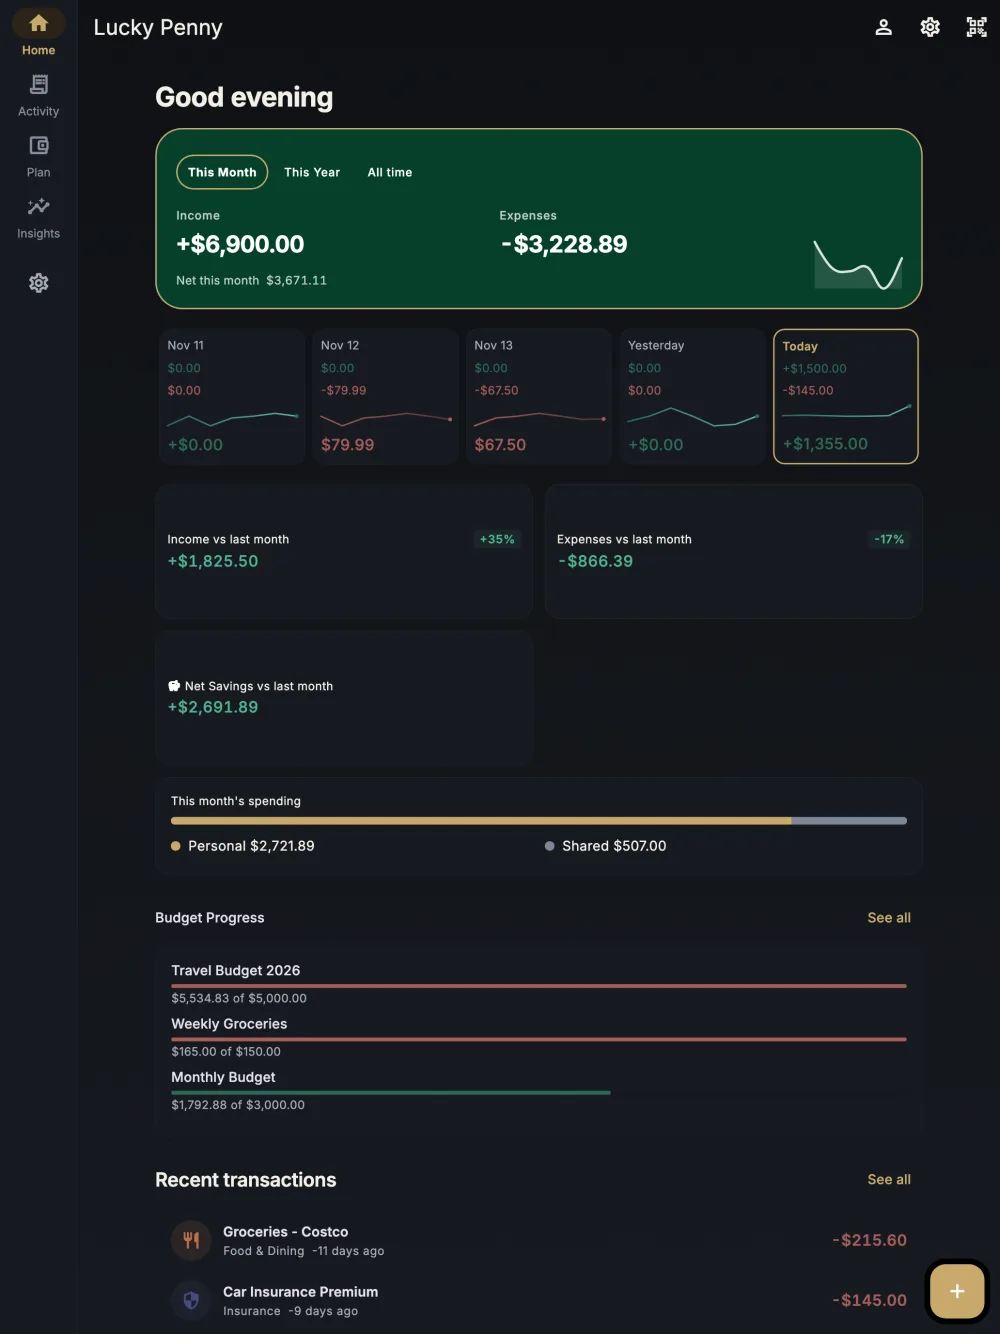 Lucky Penny
Home
Activity
Plan
Insights
Good evening
This Month This Year All time
Income Expenses
+$6,900.00 -$3,228.89
Net this month $3,671.11
Nov 11
$0.00
$0.00
+$0.00
Nov 12
$0.00
-$79.99
$79.99
Nov 13
$0.00
-$67.50
$67.50
Yesterday
$0.00
$0.00
+$0.00
Today
+$1,500.00
-$145.00
+$1,355.00
Income vs last month +35%
+$1,825.50
Expenses vs last month -17%
-$866.39
Net Savings vs last month
+$2,691.89
This month's spending
Personal $2,721.89 Shared $507.00
Budget Progress See all
Travel Budget 2026
$5,534.83 of $5,000.00
Weekly Groceries
$165.00 of $150.00
Monthly Budget
$1,792.88 of $3,000.00
Recent transactions See all
Groceries - Costco
Food & Dining -11 days ago
-$215.60
Car Insurance Premium
Insurance -9 days ago
-$145.00
+